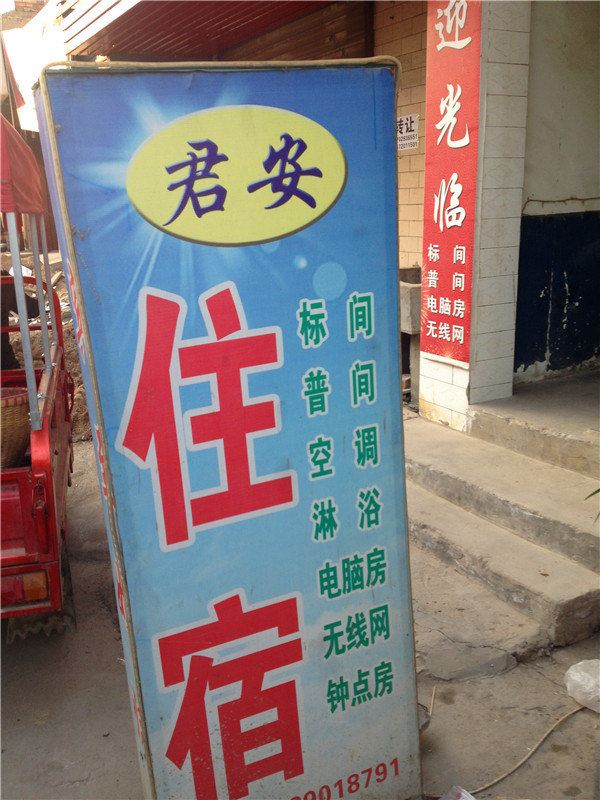 君安
住宿
标间
普间
空调
淋浴
电脑房
无线网
钟点房
9018791
迎光临
标间
普间
电脑房
无线网
转让